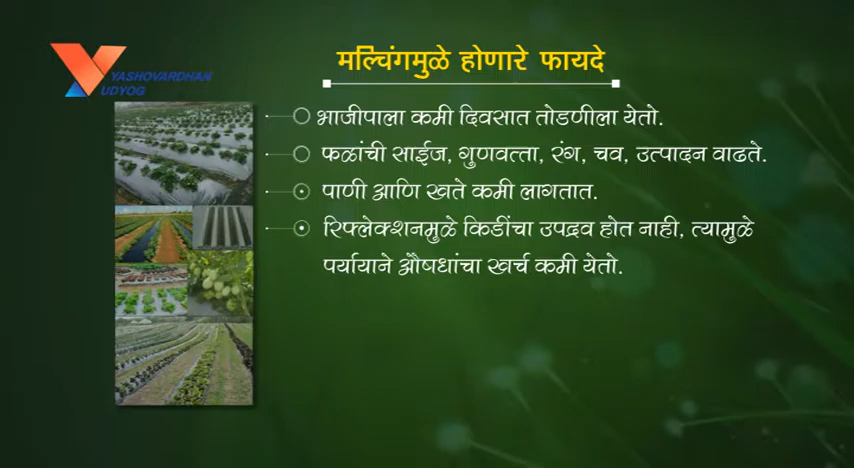 मल्चिंगमुळे होणारे फायदे
YASHOVARDHAN
UDYOG
भाजीपाला कमी दिवसात तोडणीला येतो.
फळांची साईज, गुणवत्ता, रंग, चव, उत्पादन वाढते.
पाणी आणि खते कमी लागतात.
रिफ्लेक्शनमुळे किडींचा उपद्रव होत नाही, त्यामुळे
पर्यायाने औषधांचा खर्च कमी येतो.